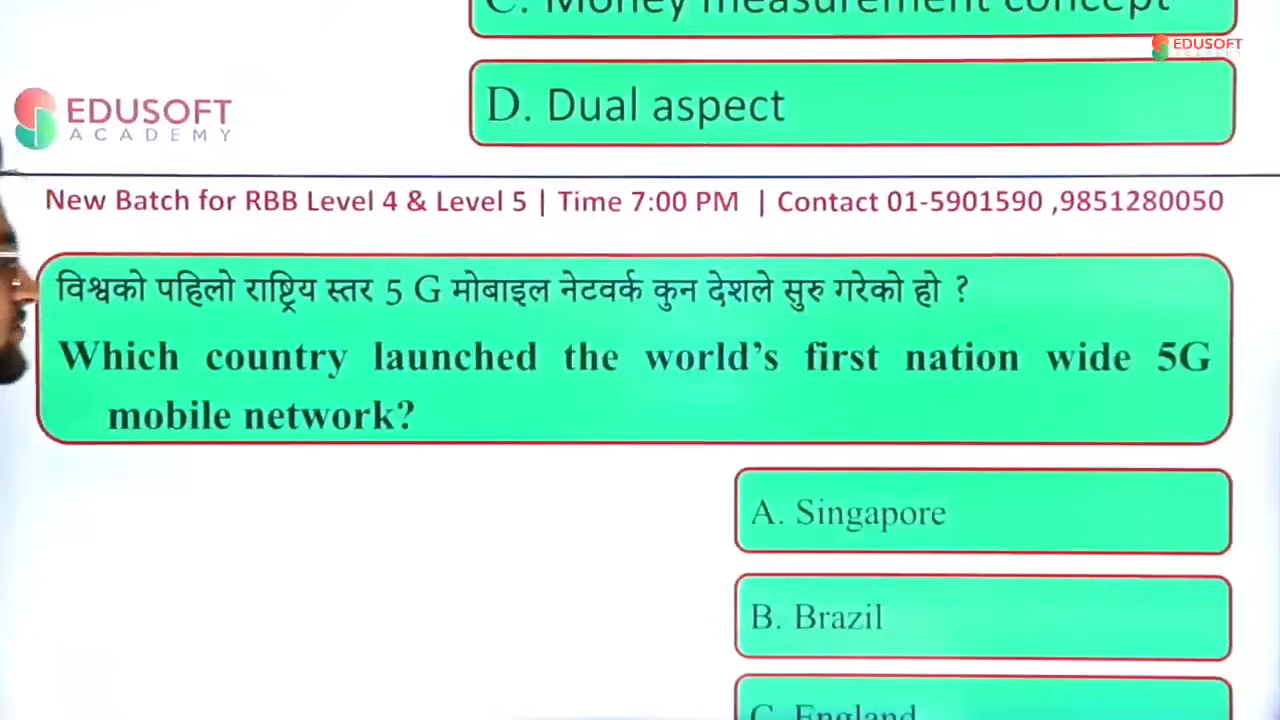 C. Money measurement concept
EDUSOFT
ACADEMY
D. Dual aspect
EDUSOFT
ACADEMY
New Batch for RBB Level 4 & Level 5 | Time 7:00 PM | Contact 01-5901590 ,9851280050
विश्वको पहिलो राष्ट्रिय स्तर 5 G मोबाइल नेटवर्क कुन देशले सुरु गरेको हो ?
Which country launched the world's first nation wide 5G
mobile network?
A. Singapore
B. Brazil
C. England